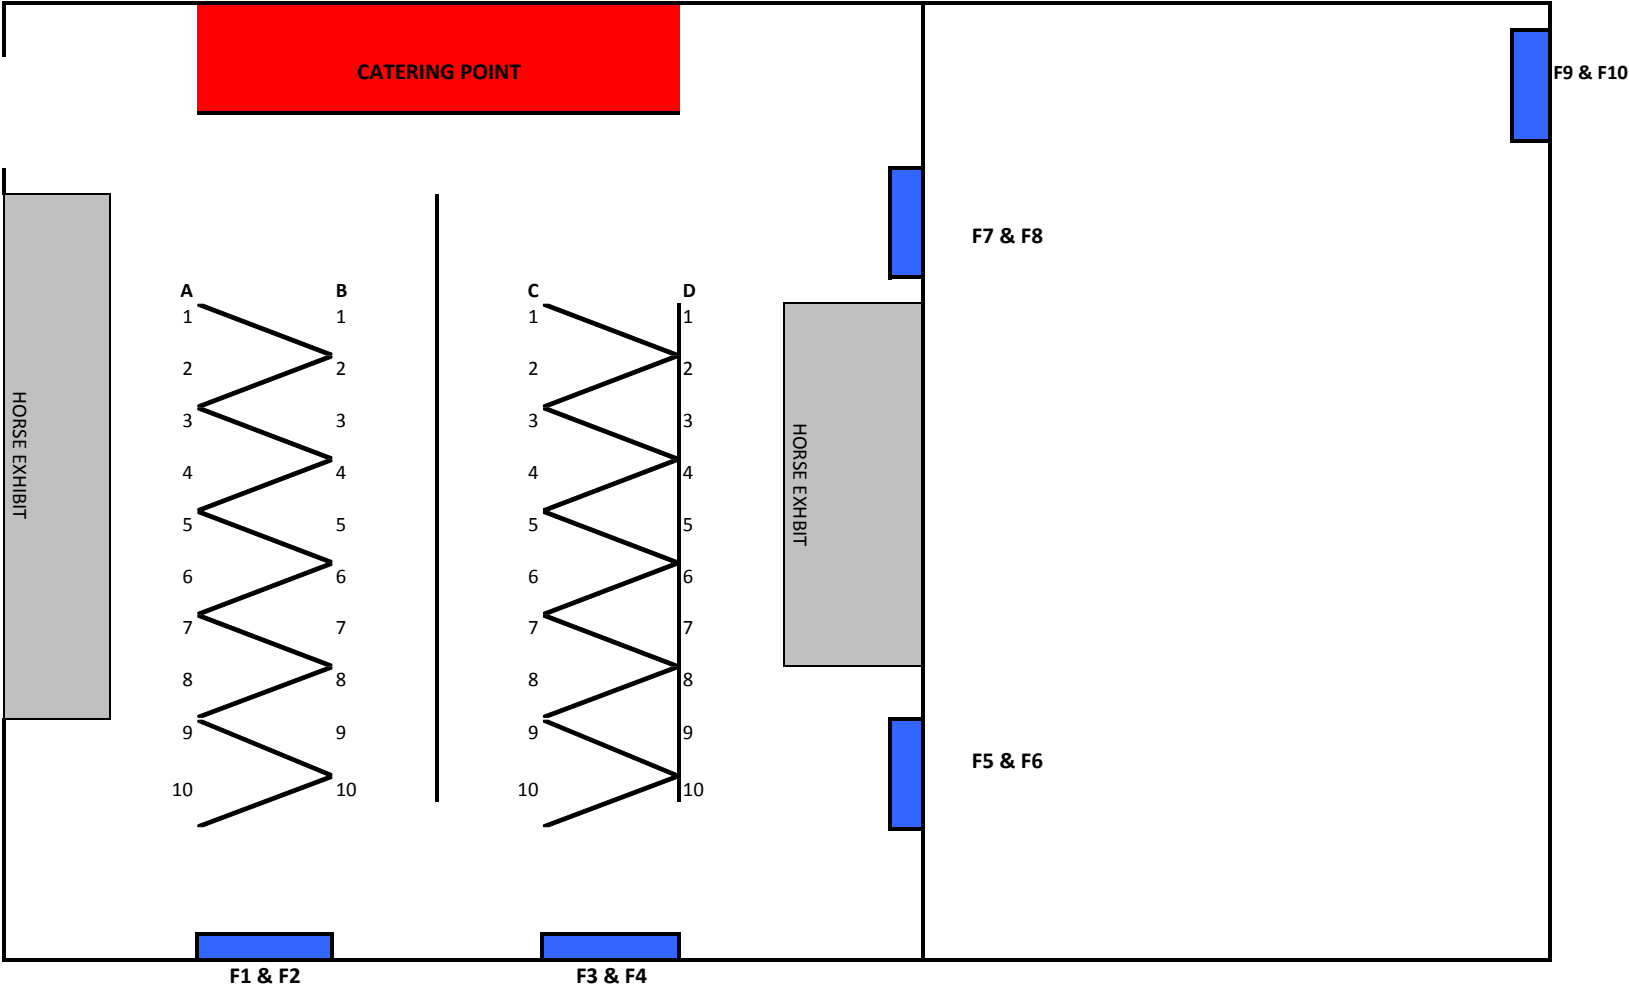 CATERING POINT
F9 & F10
F7 & F8
A B C D
1 1 1 1
2 2 2 2
3 3 3 3
HORSE EXHIBIT
HORSE EXHIBIT
4 4 4 4
5 5 5 5
6 6 6 6
7 7 7 7
8 8 8 8
9 9 9 9
F5 & F6
10 10 10 10
F1 & F2
F3 & F4